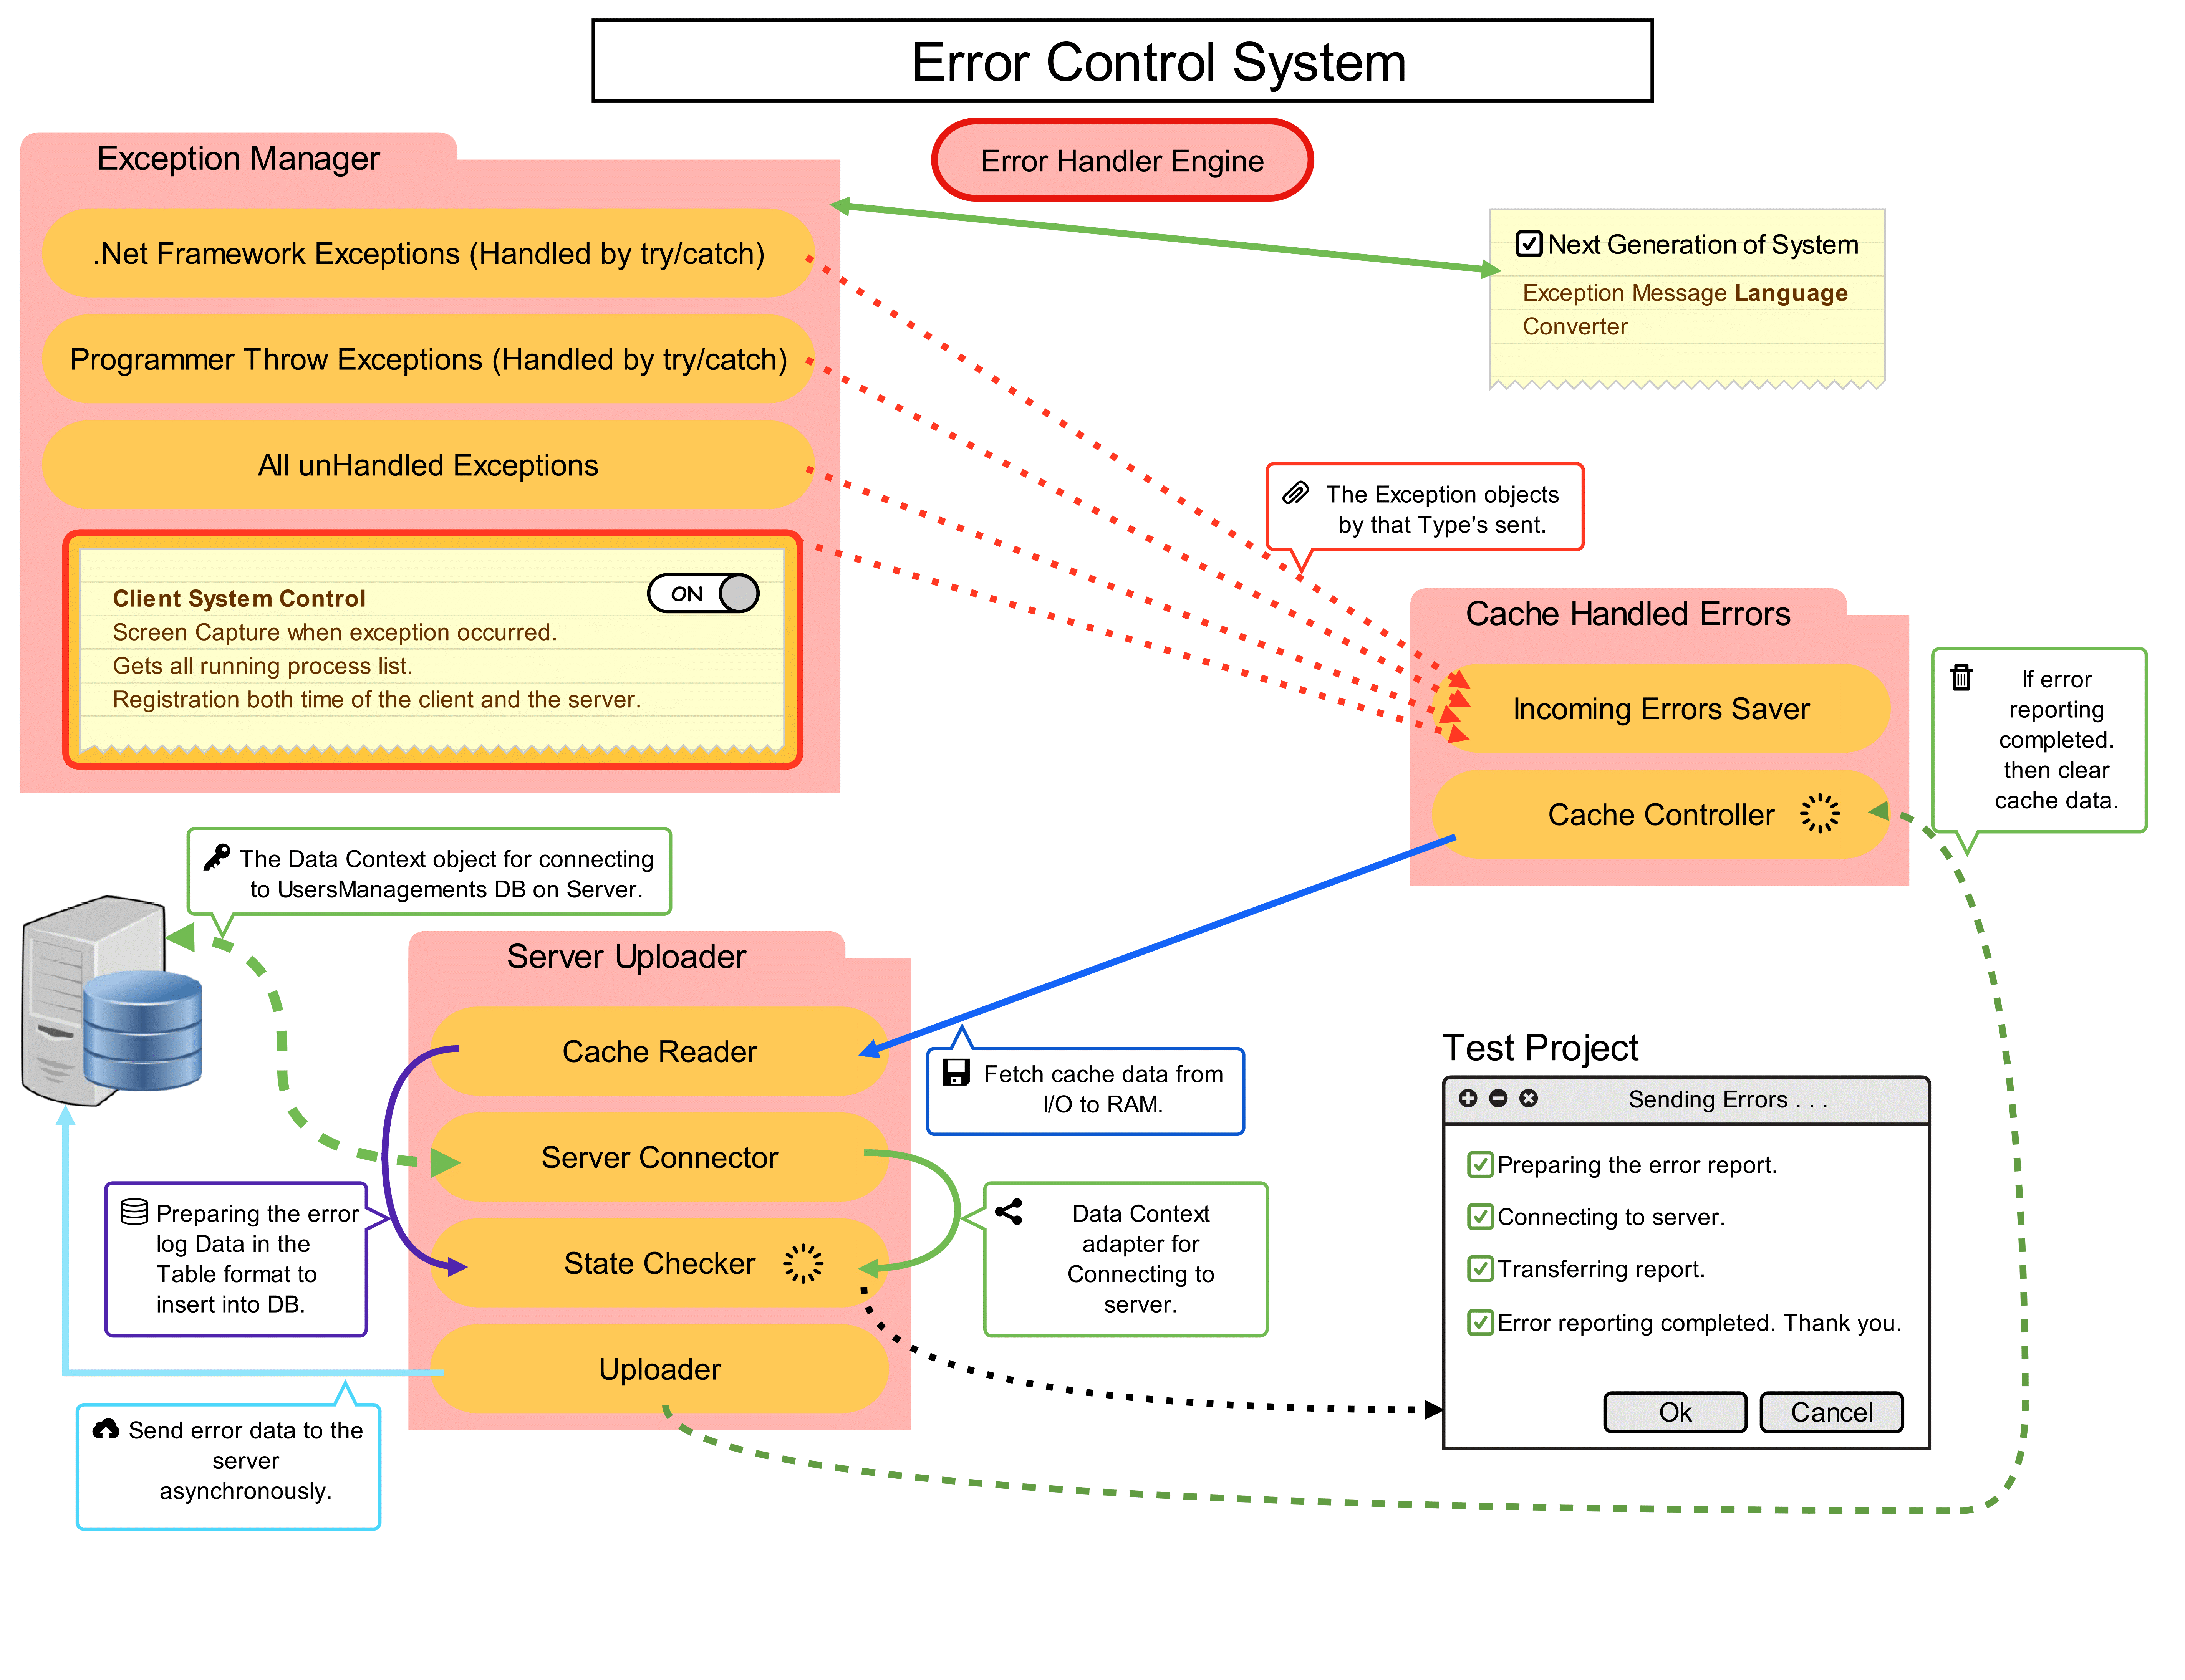 Error Control System
Error Handler Engine
Exception Manager
.Net Framework Exceptions (Handled by try/catch)
Programmer Throw Exceptions (Handled by try/catch)
All unHandled Exceptions
Client System Control
ON
Screen Capture when exception occurred.
Gets all running process list.
Registration both time of the client and the server.
Next Generation of System
Exception Message Language
Converter
The Exception objects
by that Type's sent.
Cache Handled Errors
Incoming Errors Saver
Cache Controller
If error
reporting
completed.
then clear
cache data.
The Data Context object for connecting
to UsersManagements DB on Server.
Server Uploader
Cache Reader
Server Connector
State Checker
Uploader
Fetch cache data from
I/O to RAM.
Preparing the error
log Data in the
Table format to
insert into DB.
Data Context
adapter for
Connecting to
server.
Send error data to the
server
asynchronously.
Test Project
Sending Errors . . .
Preparing the error report.
Connecting to server.
Transferring report.
Error reporting completed. Thank you.
Ok
Cancel